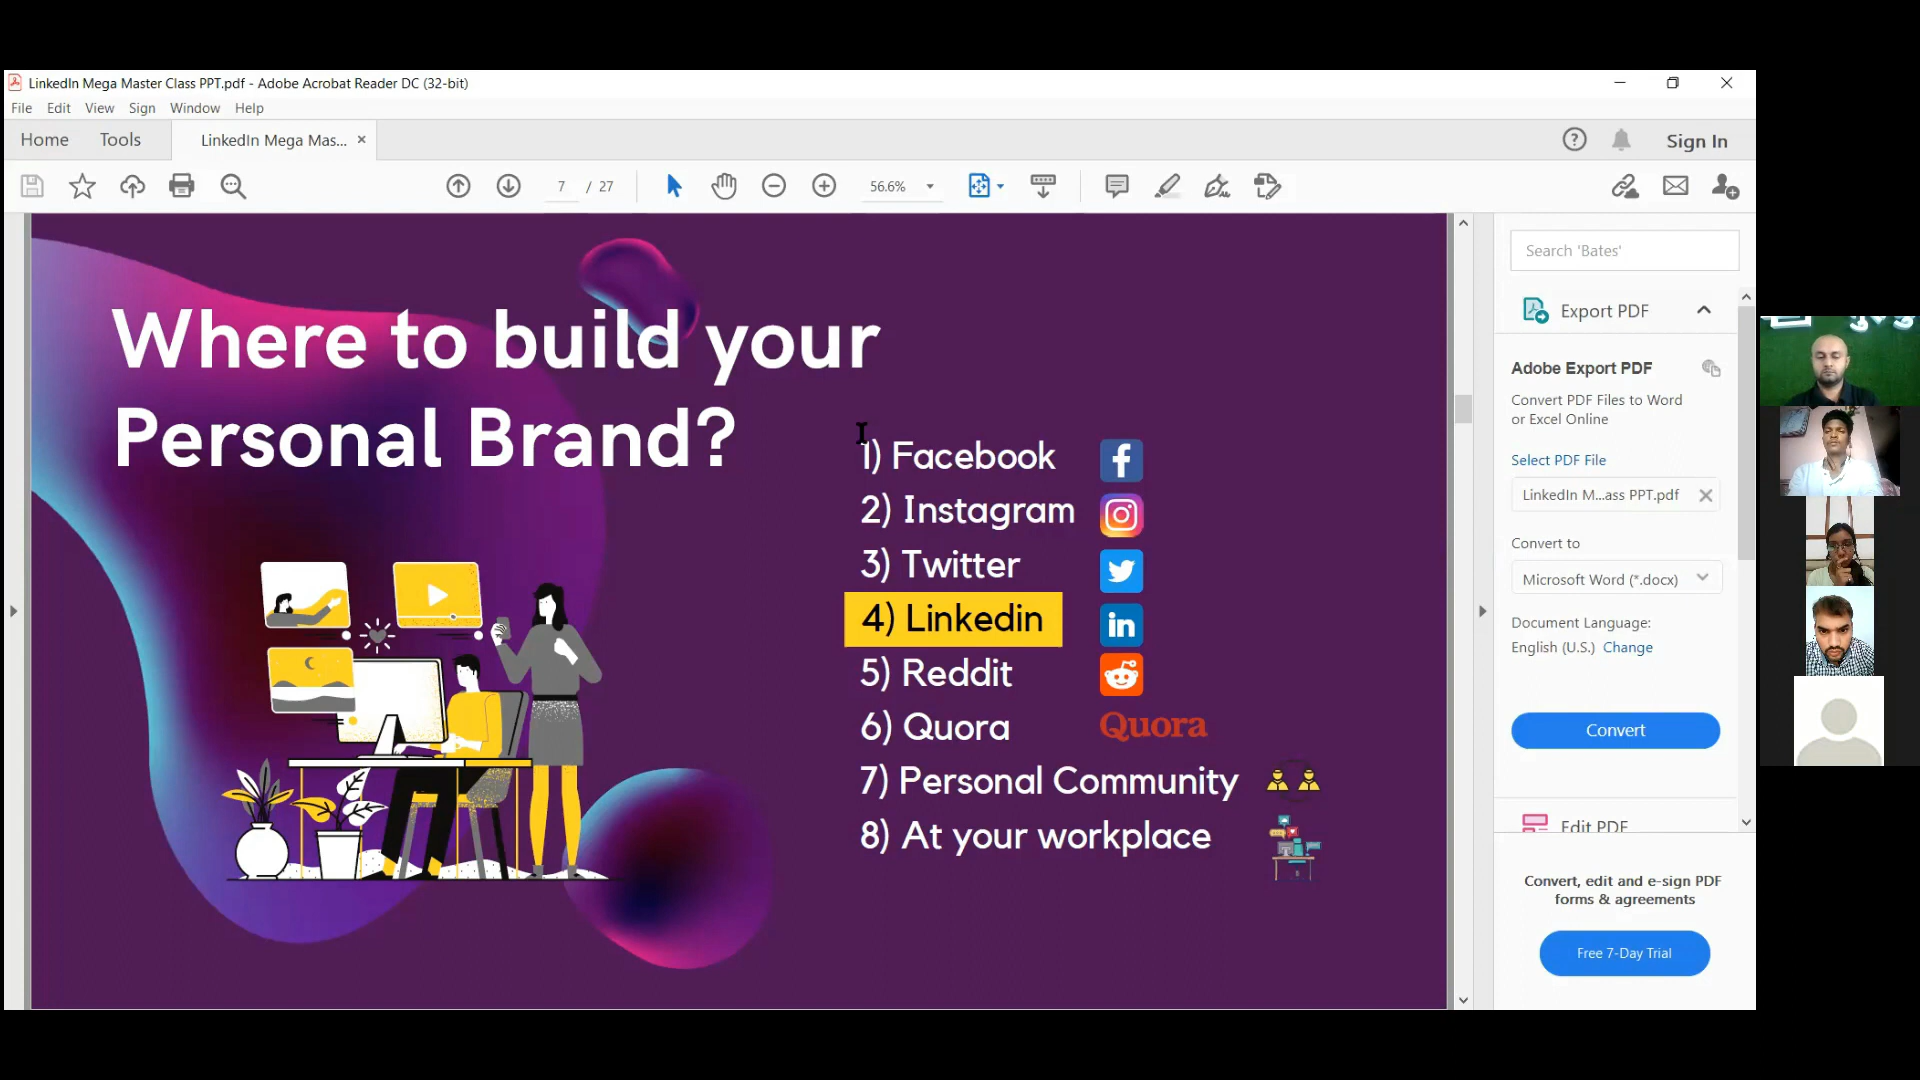 LinkedIn Mega Master Class PPT.pdf - Adobe Acrobat Reader DC (32-bit)
File Edit View Sign Window Help
Home Tools LinkedIn Mega Mas... × Sign In
7 / 27 56.6%
Where to build your
Personal Brand?
1) Facebook
2) Instagram
3) Twitter
4) Linkedin
in
5) Reddit
6) Quora
Quora
7) Personal Community
8) At your workplace
Search 'Bates'
Export PDF
Adobe Export PDF
Convert PDF Files to Word
or Excel Online
Select PDF File
LinkedIn M...ass PPT.pdf
Convert to
Microsoft Word (*.docx)
Document Language:
English (U.S.) Change
Convert
Edit PDF
Convert, edit and e-sign PDF
forms & agreements
Free 7-Day Trial